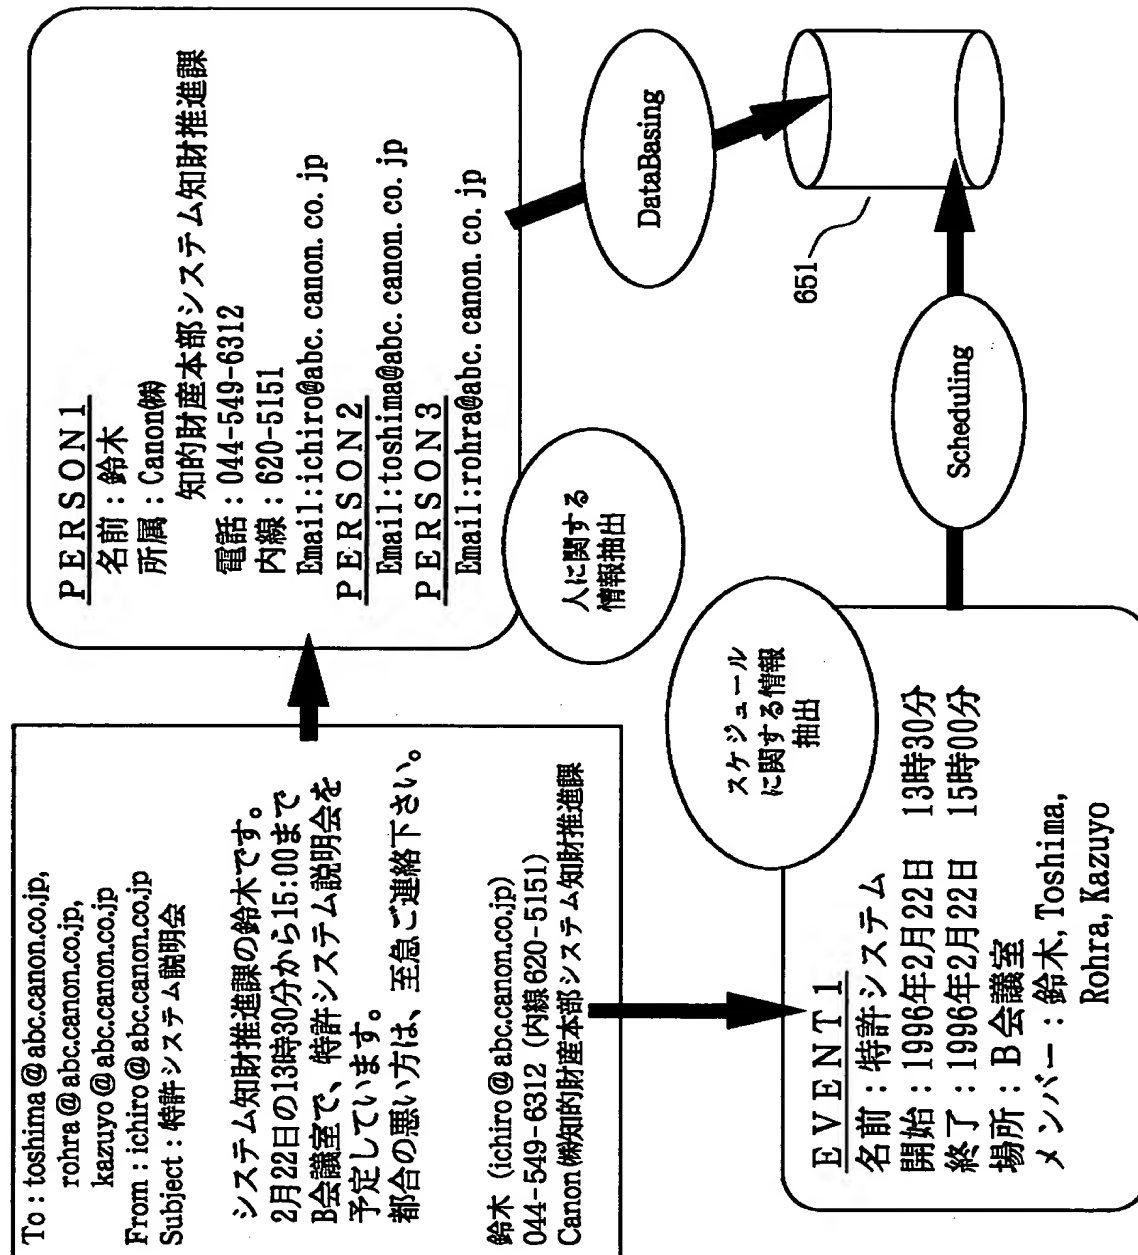 To : toshima@abc.canon.co.jp,
rohra@abc.canon.co.jp,
kazuyo@abc.canon.co.jp
From : ichiro@abc.canon.co.jp
Subject : 特許システム説明会
システム知財推進課の鈴木です。
2月22日の13時30分から15:00まで
B会議室で、特許システム説明会を
予定しています。
都合の悪い方は、至急ご連絡下さい。
鈴木 (ichiro@abc.canon.co.jp)
044-549-6312 (内線620-5151)
Canon㈱知的財産本部システム知財推進課
PERSON1
名前:鈴木
所属:Canon㈱
知的財産本部システム知財推進課
電話:044-549-6312
内線:620-5151
Email:ichiro@abc.canon.co.jp
PERSON2
Email:toshima@abc.canon.co.jp
PERSON3
Email:rohra@abc.canon.co.jp
人に関する
情報抽出
DataBasing
651
EVENT1
名前:特許システム
開始:1996年2月22日 13時30分
終了:1996年2月22日 15時00分
場所:B会議室
メンバー:鈴木,Toshima,
Rohra,Kazuyo
スケジュール
に関する情報
抽出
Scheduling